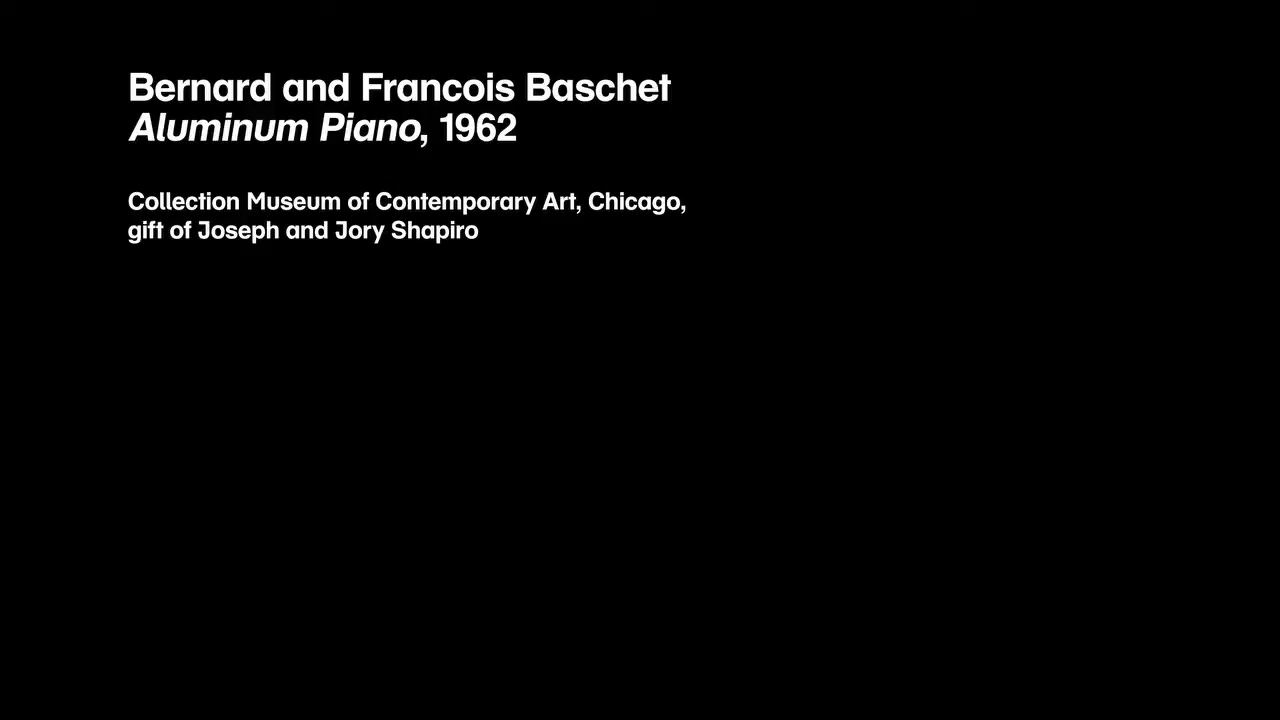 Bernard and Francois Baschet
Aluminum Piano, 1962
Collection Museum of Contemporary Art, Chicago,
gift of Joseph and Jory Shapiro